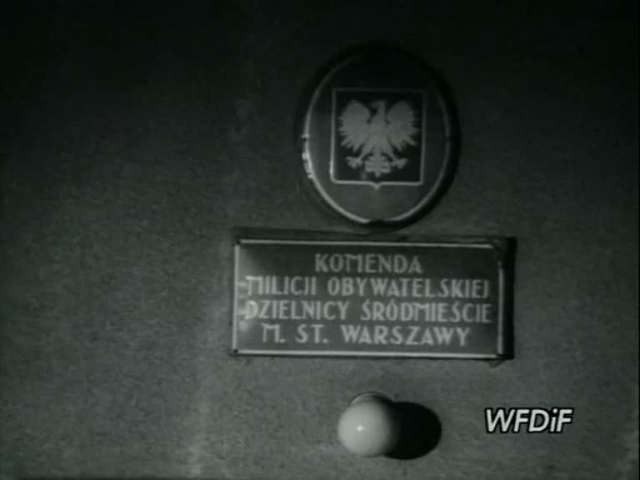 KOMENDA
MILICJI OBYWATELSKIEJ
DZIELNICY ŚRÓDMIEŚCIE
M. ST. WARSZAWY
WFDiF